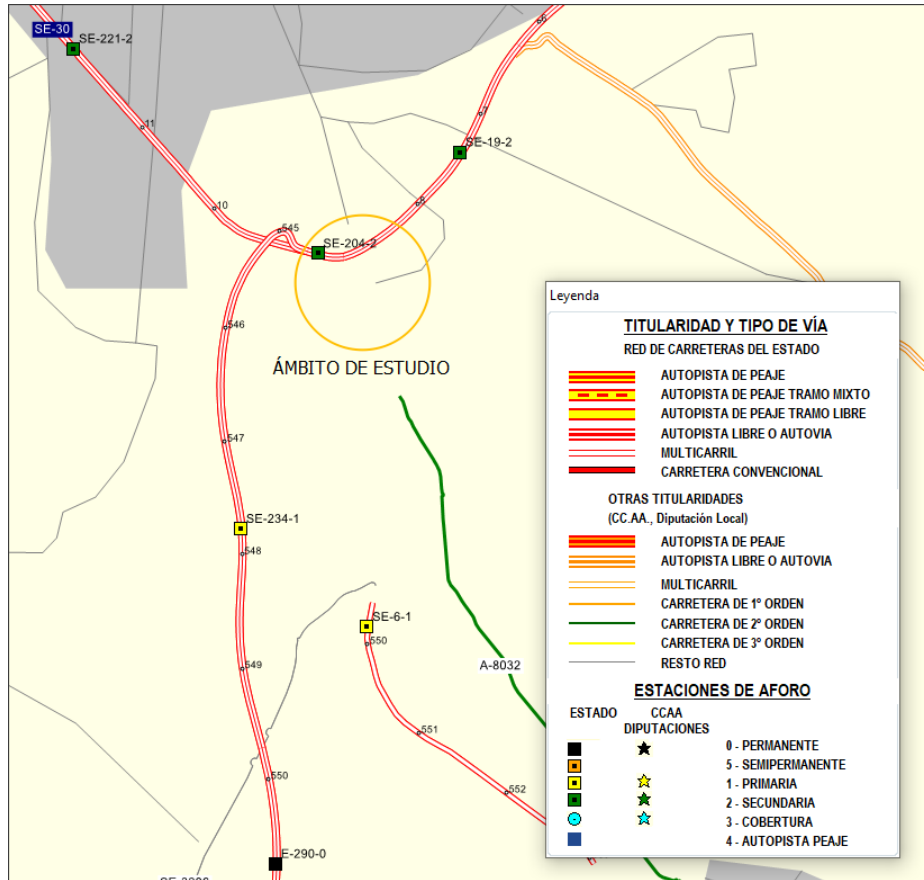 SE-30
SE-221-2
6
11
7
SE-19-2
10
8
545
SE-204-2
546
ÁMBITO DE ESTUDIO
547
SE-234-1
548
SE-6-1
550
549
A-8032
551
550
552
E-290-0
Leyenda
TITULARIDAD Y TIPO DE VÍA
RED DE CARRETERAS DEL ESTADO
AUTOPISTA DE PEAJE
AUTOPISTA DE PEAJE TRAMO MIXTO
AUTOPISTA DE PEAJE TRAMO LIBRE
AUTOPISTA LIBRE O AUTOVIA
MULTICARRIL
CARRETERA CONVENCIONAL
OTRAS TITULARIDADES
(CC.AA., Diputación Local)
AUTOPISTA DE PEAJE
AUTOPISTA LIBRE O AUTOVIA
MULTICARRIL
CARRETERA DE 1º ORDEN
CARRETERA DE 2º ORDEN
CARRETERA DE 3º ORDEN
RESTO RED
ESTACIONES DE AFORO
ESTADO CCAA
DIPUTACIONES
0 - PERMANENTE
5 - SEMIPERMANENTE
1 - PRIMARIA
2 - SECUNDARIA
3 - COBERTURA
4 - AUTOPISTA PEAJE